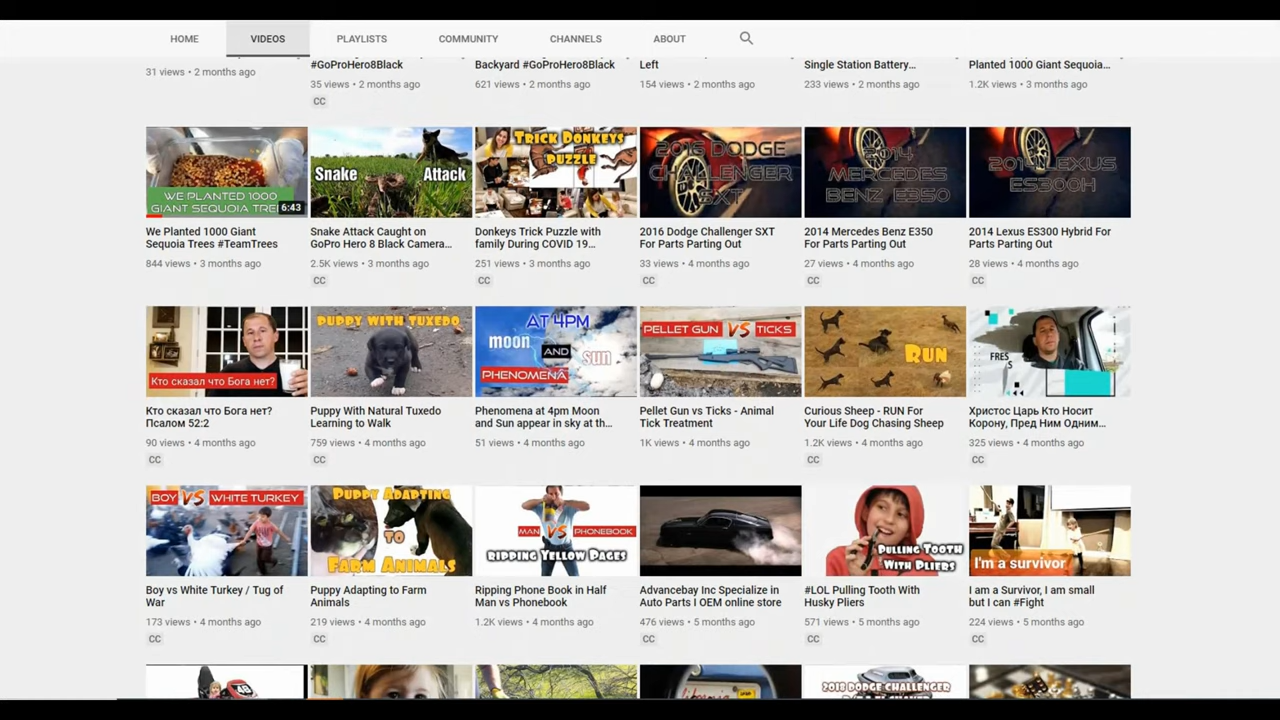 HOME VIDEOS PLAYLISTS COMMUNITY CHANNELS ABOUT
31 views • 2 months ago
#GoProHero8Black
35 views • 2 months ago
CC
Backyard #GoProHero8Black
621 views • 2 months ago
Left
154 views • 2 months ago
Single Station Battery...
233 views • 2 months ago
Planted 1000 Giant Sequoia...
1.2K views • 3 months ago
WE PLANTED 1000
GIANT SEQUOIA TREE
6:43
We Planted 1000 Giant
Sequoia Trees #TeamTrees
844 views • 3 months ago
Snake Attack
Snake Attack Caught on
GoPro Hero 8 Black Camera...
2.5K views • 3 months ago
CC
TRICK DONKEYS
PUZZLE
Donkeys Trick Puzzle with
family During COVID 19...
251 views • 3 months ago
CC
2016 DODGE
CHALLENGER
SXT
2016 Dodge Challenger SXT
For Parts Parting Out
33 views • 4 months ago
CC
2014
MERCEDES
BENZ E350
2014 Mercedes Benz E350
For Parts Parting Out
27 views • 4 months ago
CC
2014 LEXUS
ES300H
2014 Lexus ES300 Hybrid For
Parts Parting Out
28 views • 4 months ago
CC
Кто сказал что Бога нет?
Кто сказал что Бога нет?
Псалом 52:2
90 views • 4 months ago
CC
PUPPY WITH TUXEDO
Puppy With Natural Tuxedo
Learning to Walk
759 views • 4 months ago
CC
AT 4PM
moon
AND
sun
PHENOMENA
Phenomena at 4pm Moon
and Sun appear in sky at th...
51 views • 4 months ago
PELLET GUN VS TICKS
Pellet Gun vs Ticks - Animal
Tick Treatment
1K views • 4 months ago
RUN
Curious Sheep - RUN For
Your Life Dog Chasing Sheep
1.2K views • 4 months ago
CC
FRES
Христос Царь Кто Носит
Корону, Пред Ним Одним...
325 views • 4 months ago
CC
BOY VS WHITE TURKEY
Boy vs White Turkey / Tug of
War
173 views • 4 months ago
CC
PUPPY ADAPTING
TO
FARM ANIMALS
Puppy Adapting to Farm
Animals
219 views • 4 months ago
CC
MAN VS PHONEBOOK
RIPPING YELLOW PAGES
Ripping Phone Book in Half
Man vs Phonebook
1.2K views • 4 months ago
Advancebay Inc Specialize in
Auto Parts I OEM online store
476 views • 5 months ago
CC
PULLING TOOTH
WITH PLIERS
#LOL Pulling Tooth With
Husky Pliers
571 views • 5 months ago
CC
I'm a survivor
I am a Survivor, I am small
but I can #Fight
224 views • 5 months ago
CC
2018 DODGE CHALLENGER